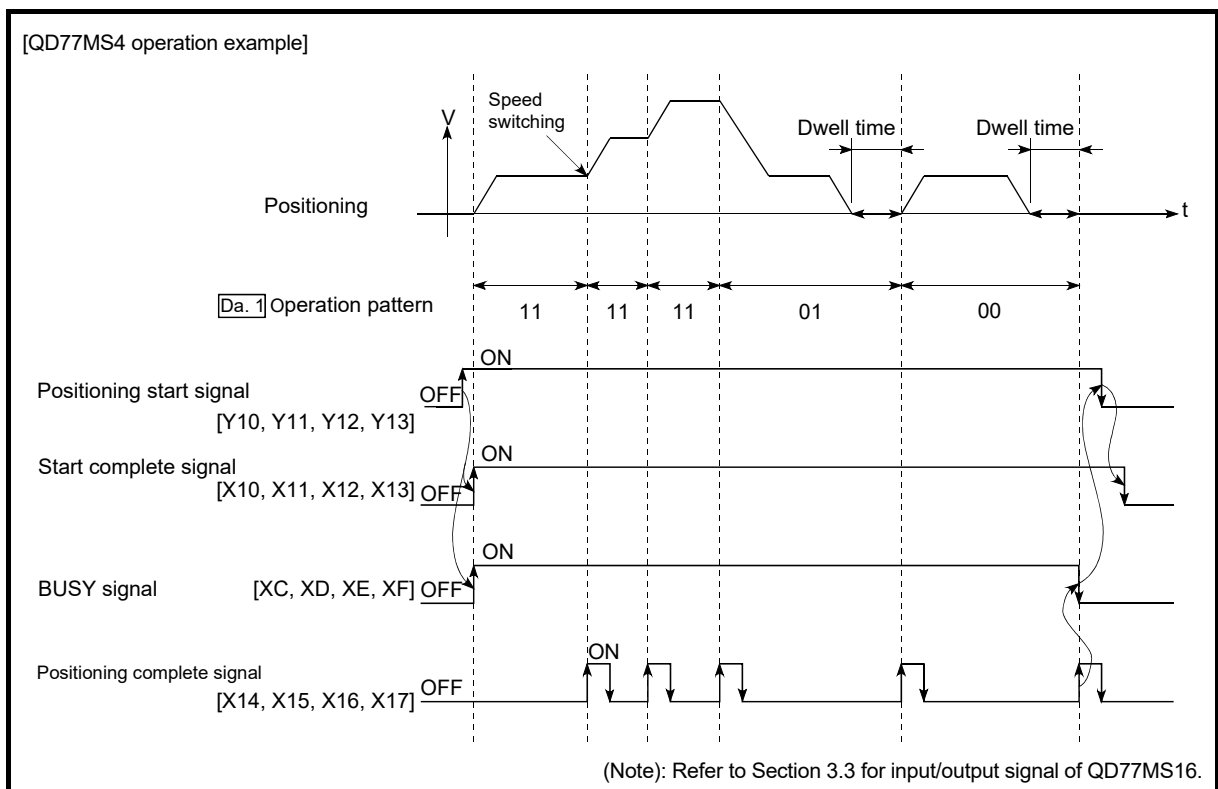 [QD77MS4 operation example]
V
Speed
switching
Dwell time
Dwell time
Positioning
t
Da. 1 Operation pattern
11
11
11
01
00
ON
Positioning start signal
OFF
[Y10, Y11, Y12, Y13]
ON
Start complete signal
[X10, X11, X12, X13]
OFF
ON
BUSY signal
[XC, XD, XE, XF]
OFF
ON
Positioning complete signal
OFF
[X14, X15, X16, X17]
(Note): Refer to Section 3.3 for input/output signal of QD77MS16.